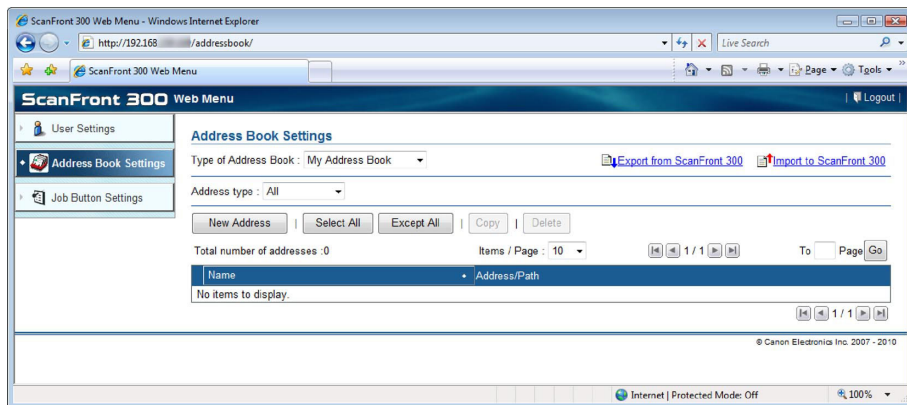 ScanFront 300 Web Menu - Windows Internet Explorer
http://192.168 /addressbook/
Live Search
ScanFront 300 Web Menu
Page Tools
ScanFront 300 Web Menu | Logout |
User Settings
Address Book Settings
Job Button Settings
Address Book Settings
Type of Address Book : My Address Book
Export from ScanFront 300 Import to ScanFront 300
Address type : All
New Address | Select All Except All | Copy | Delete
Total number of addresses :0 Items / Page : 10 1 / 1 To Page Go
Name Address/Path
No items to display.
1 / 1
© Canon Electronics Inc. 2007 - 2010
Internet | Protected Mode: Off 100%